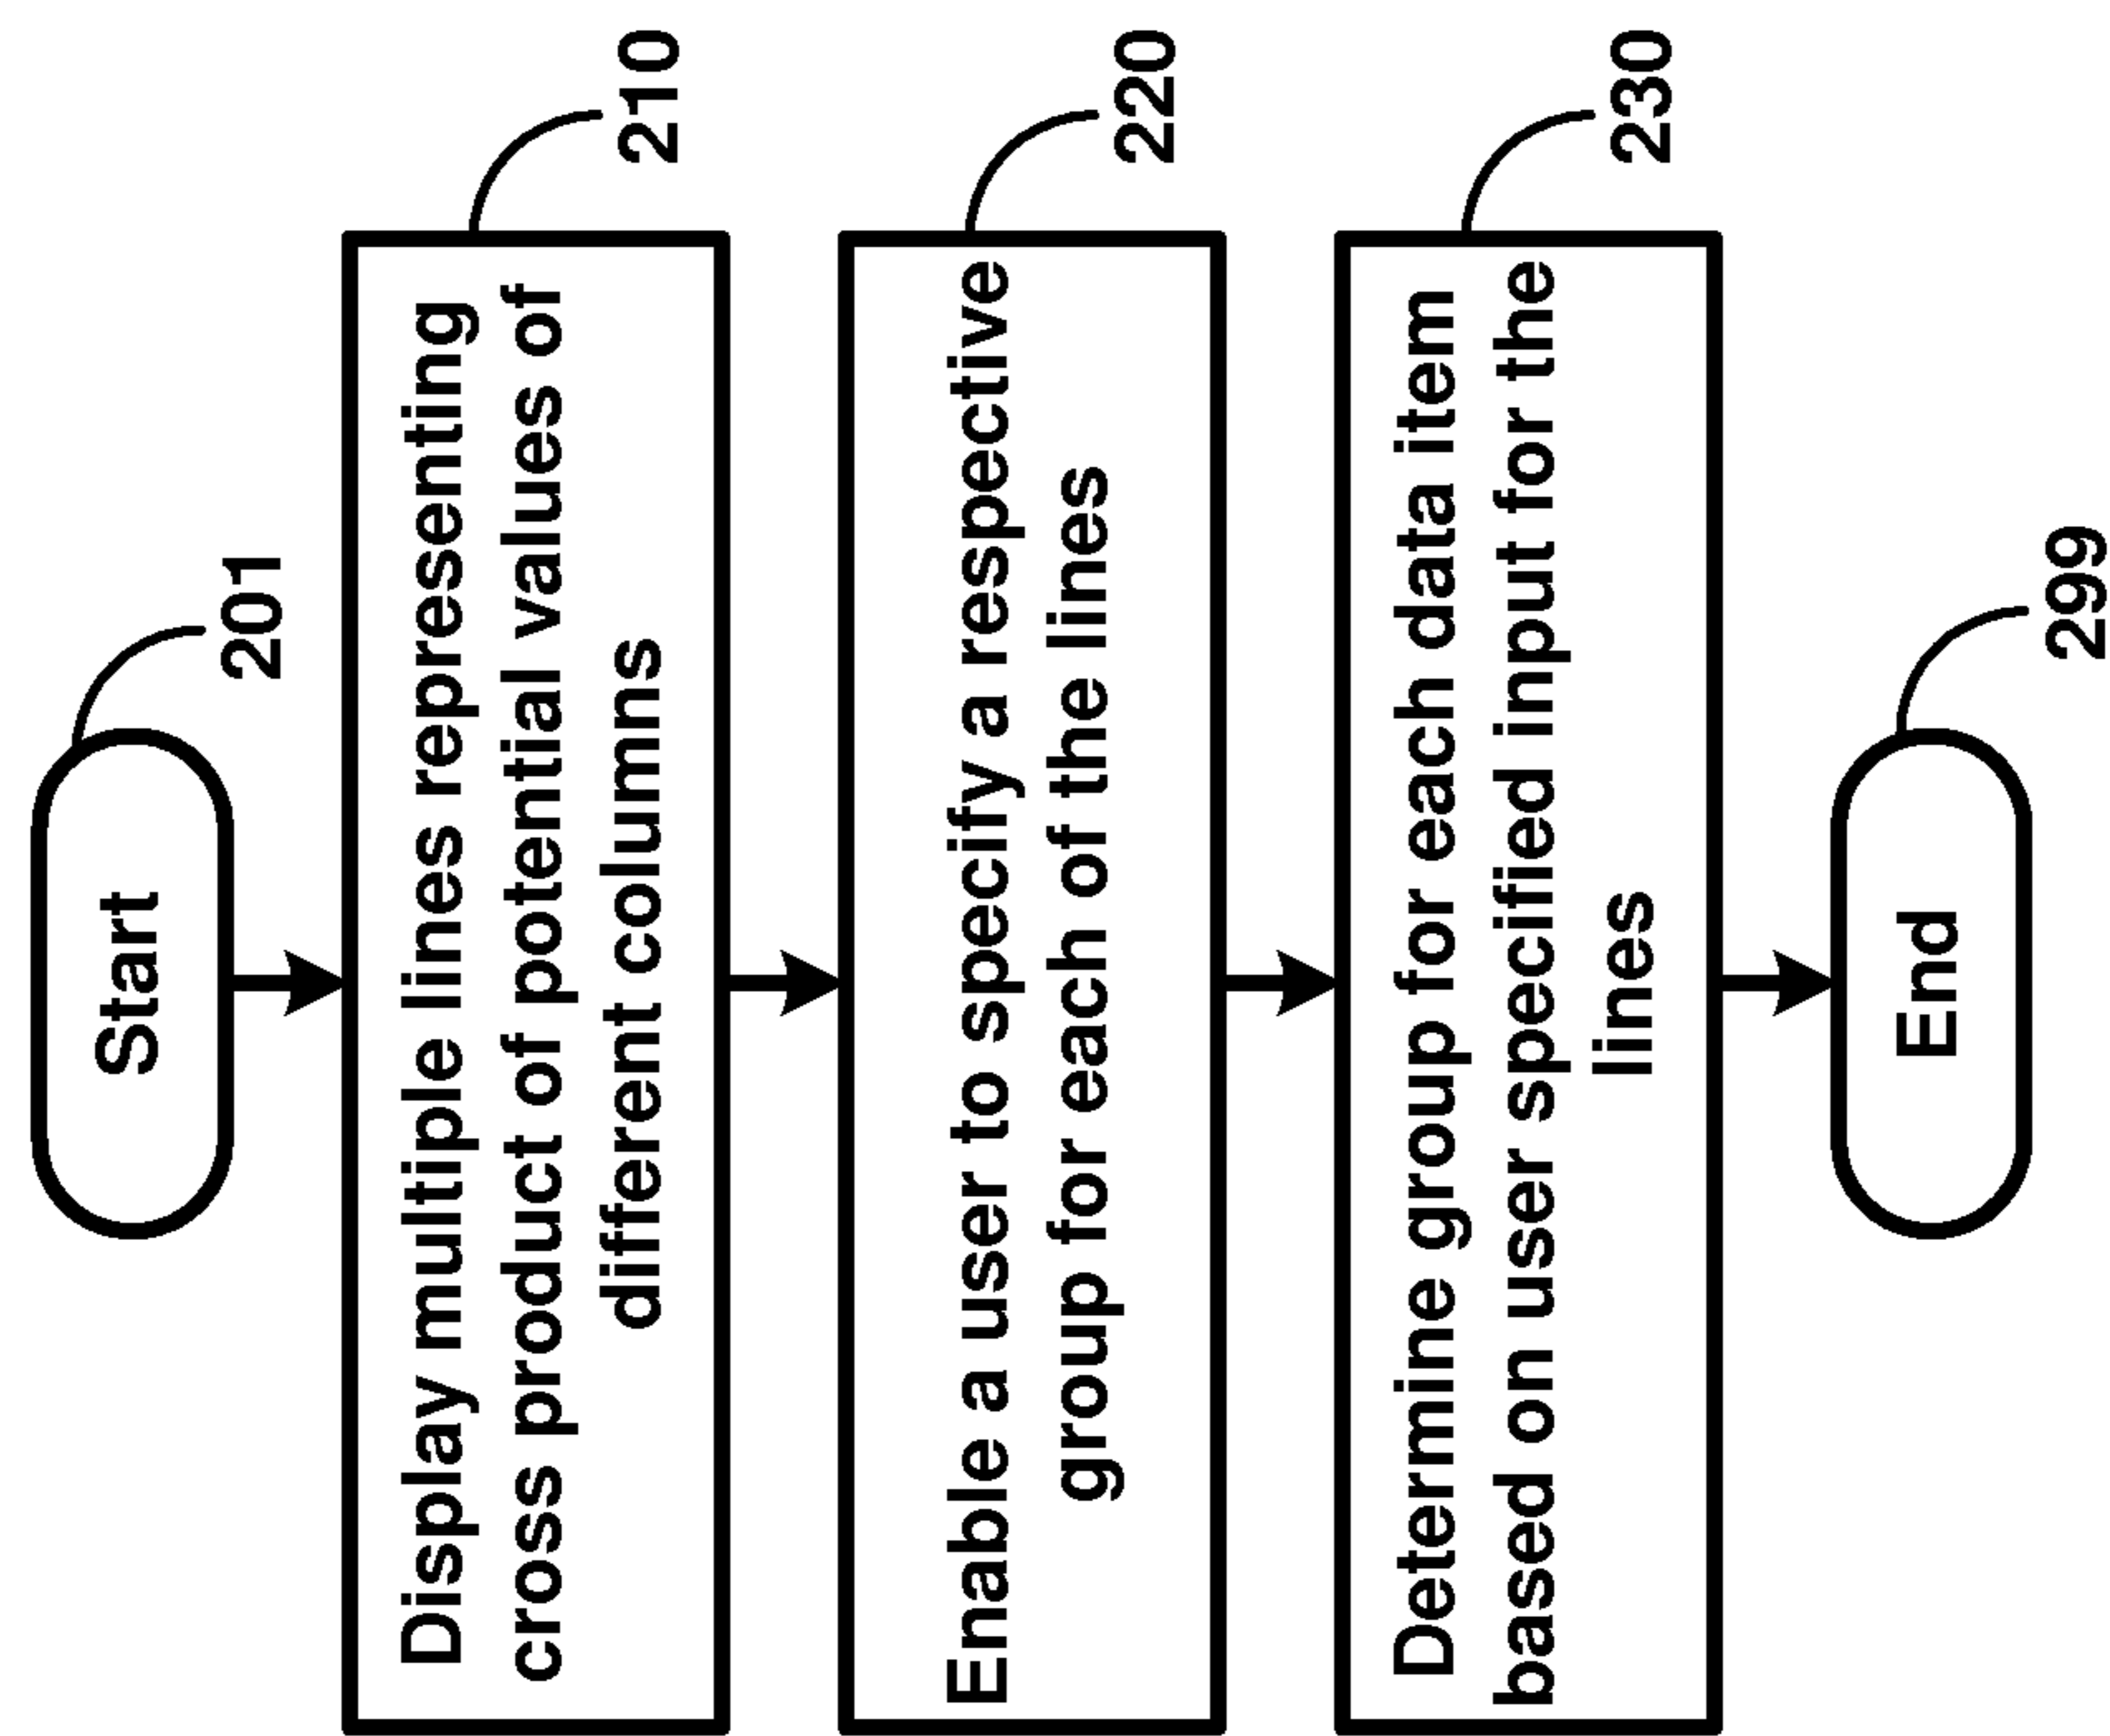 Start
201
Display multiple lines representing
cross product of potential values of
different columns
210
Enable a user to specify a respective
group for each of the lines
220
Determine group for each data item
based on user specified input for the
lines
230
End
299